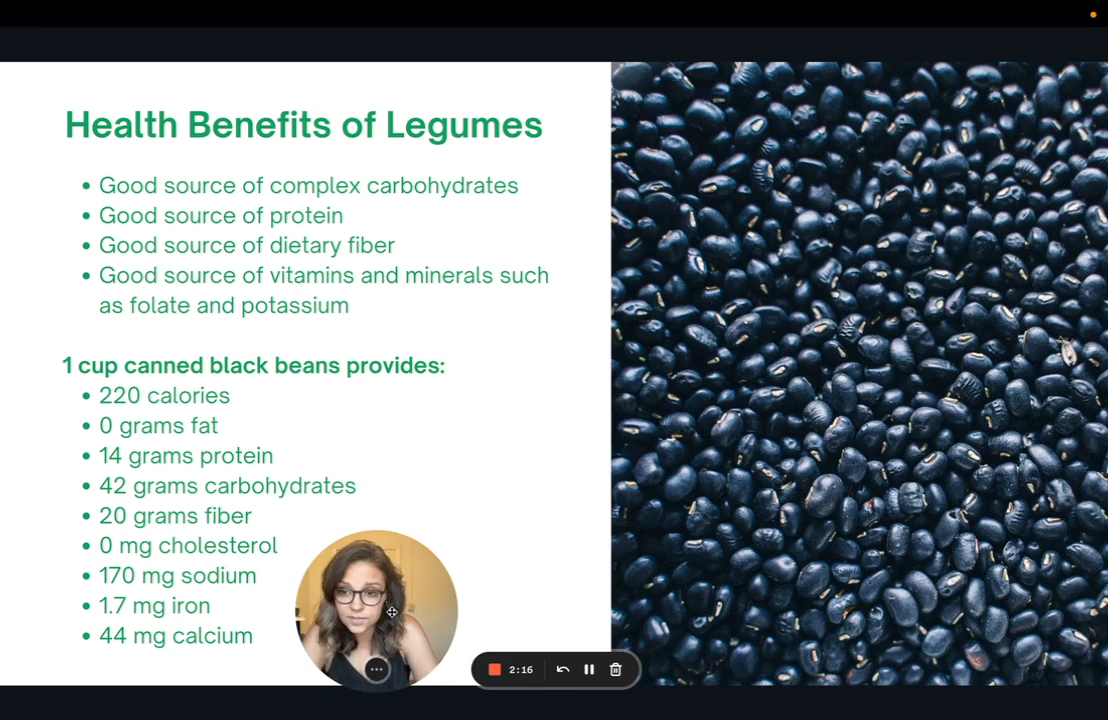 Health Benefits of Legumes
• Good source of complex carbohydrates
• Good source of protein
• Good source of dietary fiber
• Good source of vitamins and minerals such
as folate and potassium
1 cup canned black beans provides:
• 220 calories
• 0 grams fat
• 14 grams protein
• 42 grams carbohydrates
• 20 grams fiber
• 0 mg cholesterol
• 170 mg sodium
• 1.7 mg iron
• 44 mg calcium
2:16